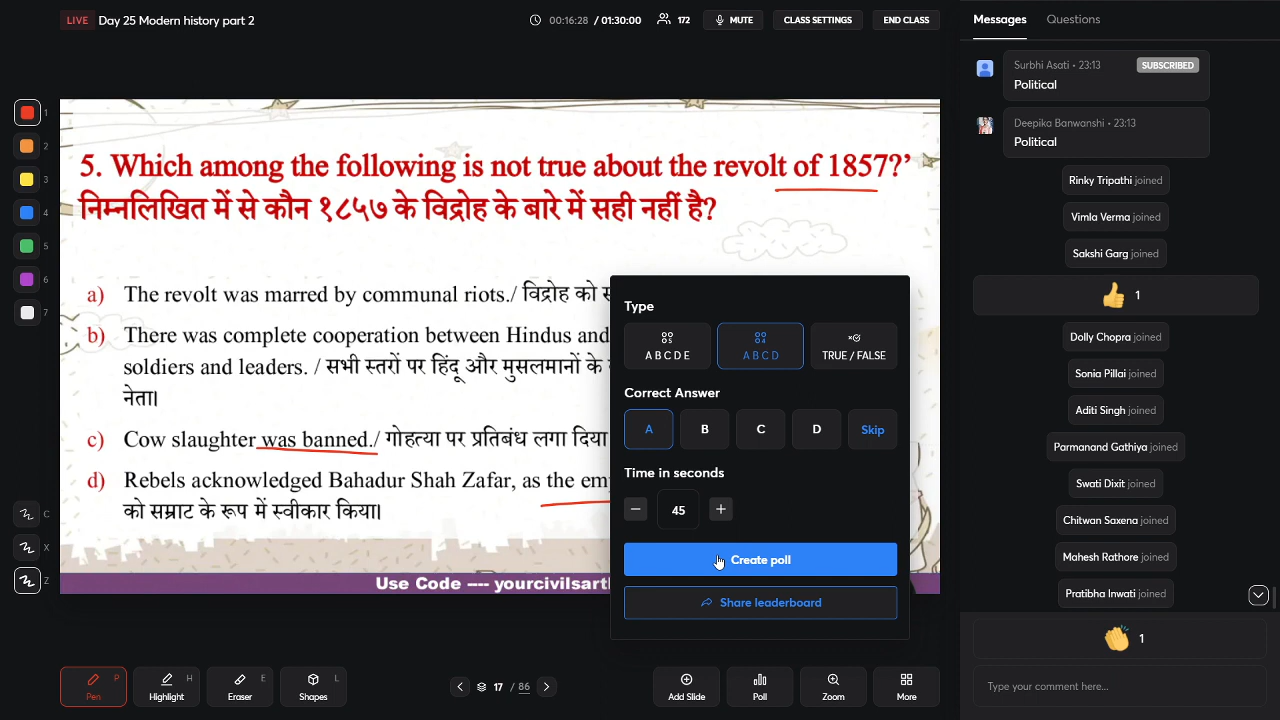 LIVE Day 25 Modern history part 2
00:16:28 / 01:30:00
172
MUTE
CLASS SETTINGS
END CLASS
1
2
3
4
5
6
7
C
X
Z
5. Which among the following is not true about the revolt of 1857?’
निम्नलिखित में से कौन १८५७ के विद्रोह के बारे में सही नहीं है?
a) The revolt was marred by communal riots./ विद्रोह को
b) There was complete cooperation between Hindus and
soldiers and leaders. / सभी स्तरों पर हिंदू और मुसलमानों के
नेता।
c) Cow slaughter was banned./ गोहत्या पर प्रतिबंध लगा दिया
d) Rebels acknowledged Bahadur Shah Zafar, as the
को सम्राट के रूप में स्वीकार किया।
Use Code ----
Type
A B C D E
A B C D
TRUE / FALSE
Correct Answer
A
B
C
D
Skip
Time in seconds
45
Create poll
Share leaderboard
Pen P
Highlight H
Eraser E
Shapes L
17 / 86
Add Slide
Poll
Zoom
More
Messages
Questions
Surbhi Asati • 23:13 SUBSCRIBED
Political
Deepika Banwanshi • 23:13
Political
Rinky Tripathi joined
Vimla Verma joined
Sakshi Garg joined
👍 1
Dolly Chopra joined
Sonia Pillai joined
Aditi Singh joined
Parmanand Gathiya joined
Swati Dixit joined
Chitwan Saxena joined
Mahesh Rathore joined
Pratibha Inwati joined
👏 1
Type your comment here...